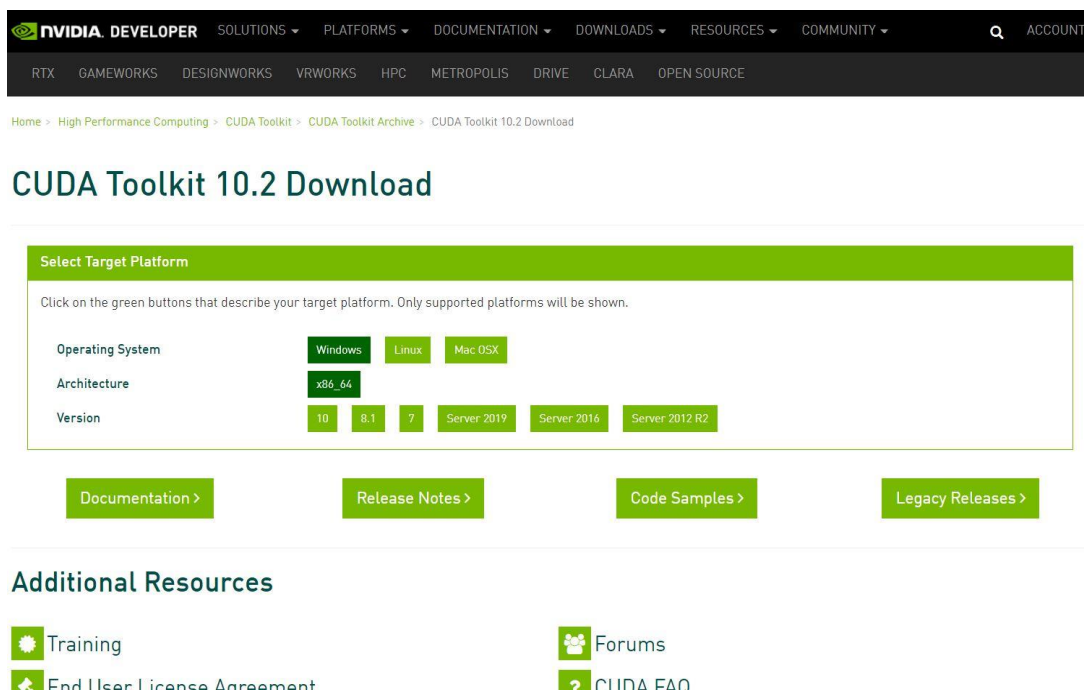 NVIDIA. DEVELOPER SOLUTIONS PLATFORMS DOCUMENTATION DOWNLOADS RESOURCES COMMUNITY ACCOUNT
RTX GAMEWORKS DESIGNWORKS VRWORKS HPC METROPOLIS DRIVE CLARA OPEN SOURCE
Home > High Performance Computing > CUDA Toolkit > CUDA Toolkit Archive > CUDA Toolkit 10.2 Download
CUDA Toolkit 10.2 Download
Select Target Platform
Click on the green buttons that describe your target platform. Only supported platforms will be shown.
Operating System Windows Linux Mac OSX
Architecture x86_64
Version 10 8.1 7 Server 2019 Server 2016 Server 2012 R2
Documentation > Release Notes > Code Samples > Legacy Releases >
Additional Resources
Training Forums
End User License Agreement ? CUDA FAQ